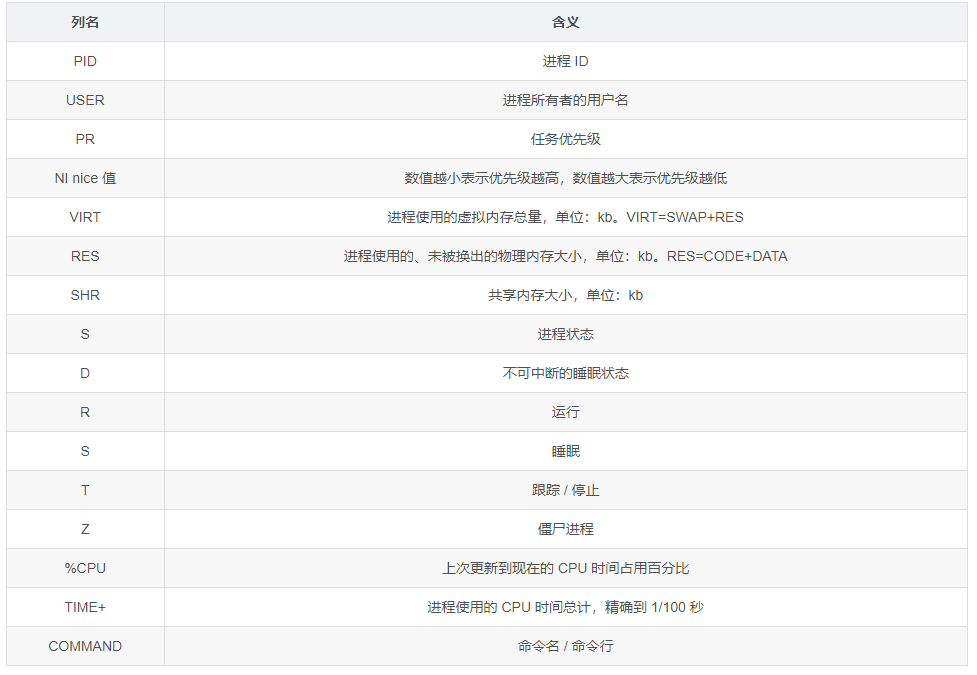 列名 含义
PID 进程 ID
USER 进程所有者的用户名
PR 任务优先级
NI nice 值 数值越小表示优先级越高，数值越大表示优先级越低
VIRT 进程使用的虚拟内存总量，单位：kb。VIRT=SWAP+RES
RES 进程使用的、未被换出的物理内存大小，单位：kb。RES=CODE+DATA
SHR 共享内存大小，单位：kb
S 进程状态
D 不可中断的睡眠状态
R 运行
S 睡眠
T 跟踪 / 停止
Z 僵尸进程
%CPU 上次更新到现在的 CPU 时间占用百分比
TIME+ 进程使用的 CPU 时间总计，精确到 1/100 秒
COMMAND 命令名 / 命令行